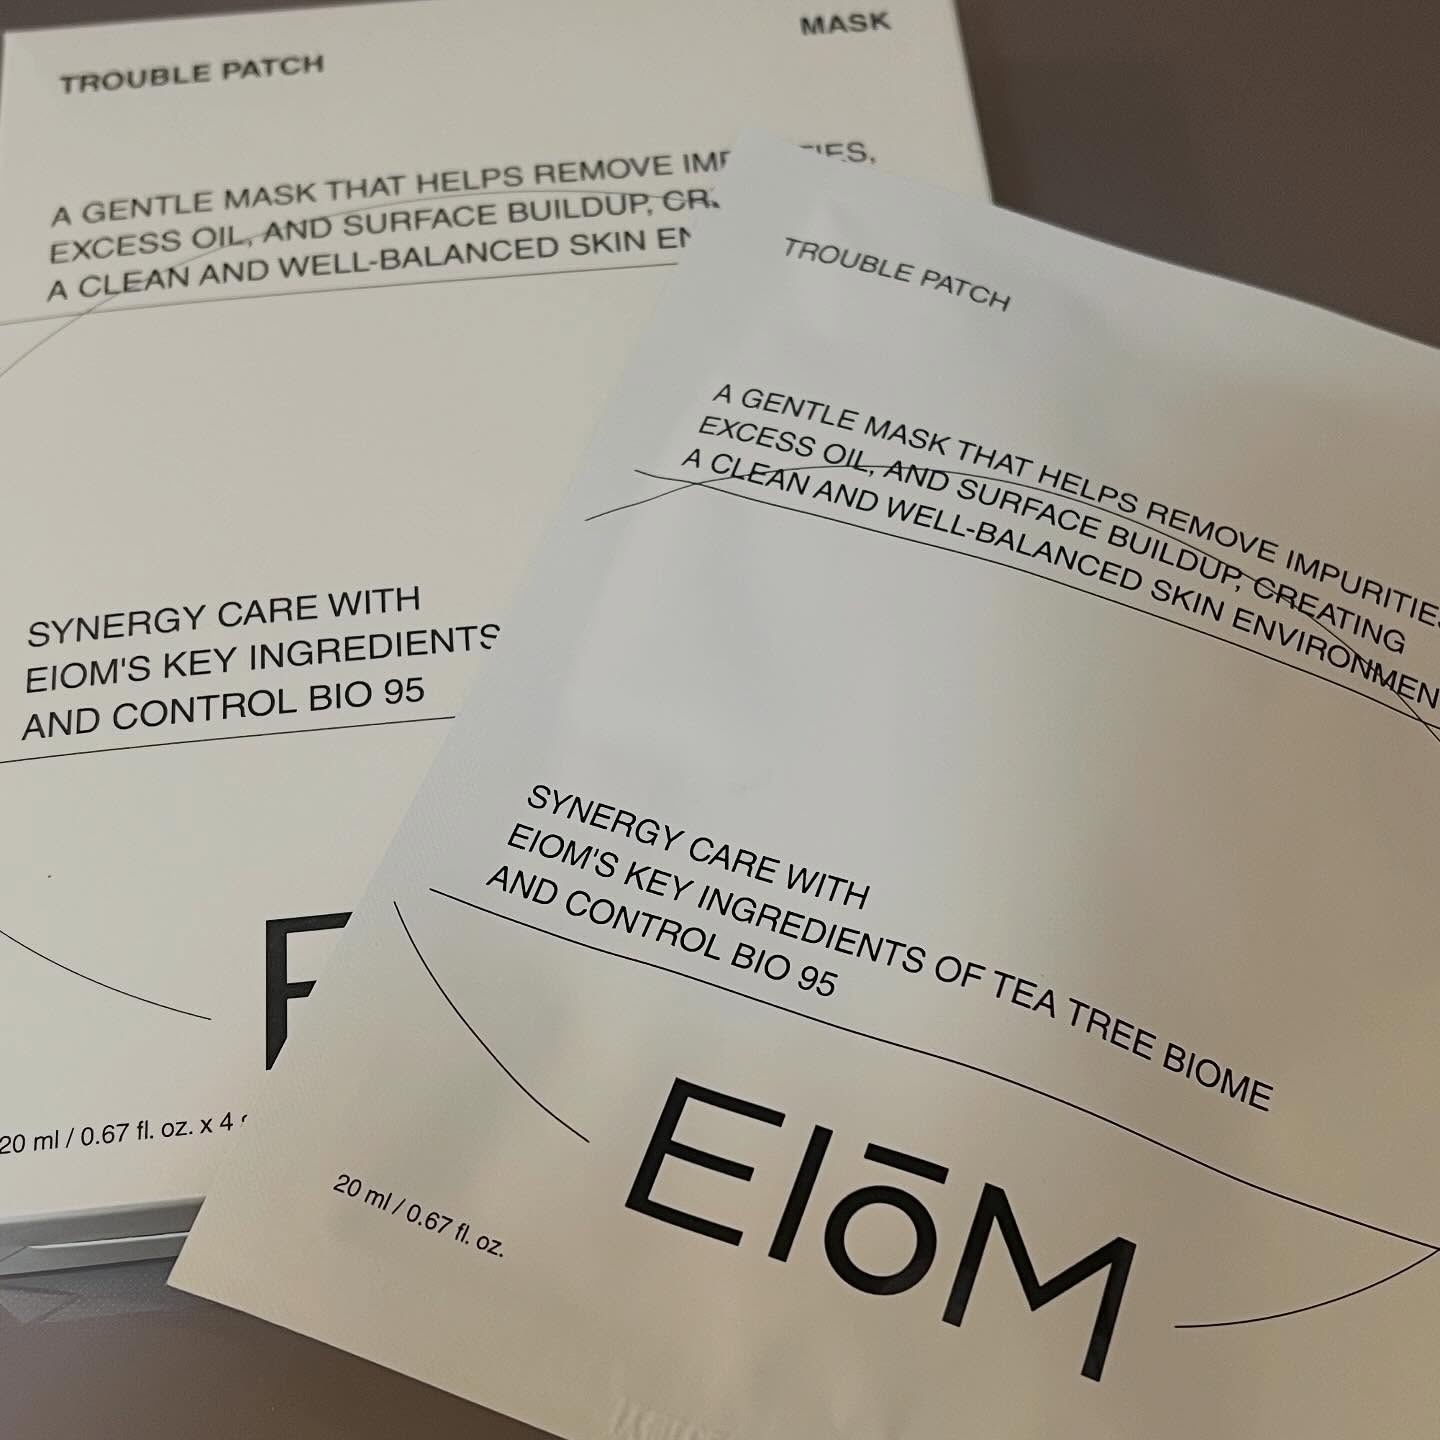 TROUBLE PATCH
MASK
A GENTLE MASK THAT HELPS REMOVE
EXCESS OIL, AND SURFACE BUILDUP,
A CLEAN AND WELL-BALANCED SKIN
SYNERGY CARE WITH
EIOM'S KEY INGREDIENTS
AND CONTROL BIO 95
20 ml / 0.67 fl. oz. x 4
TROUBLE PATCH
A GENTLE MASK THAT HELPS REMOVE IMPURITIES
EXCESS OIL, AND SURFACE BUILDUP, CREATING
A CLEAN AND WELL-BALANCED SKIN ENVIRONMEN
SYNERGY CARE WITH
EIOM'S KEY INGREDIENTS OF TEA TREE BIOME
AND CONTROL BIO 95
EIōM
20 ml / 0.67 fl. oz.